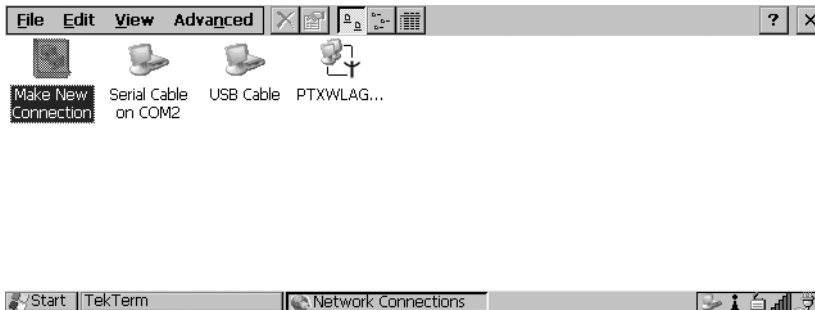 File Edit View Advanced ? ×
Make New Connection
Serial Cable on COM2
USB Cable
PTXWLAG...
Start TekTerm Network Connections